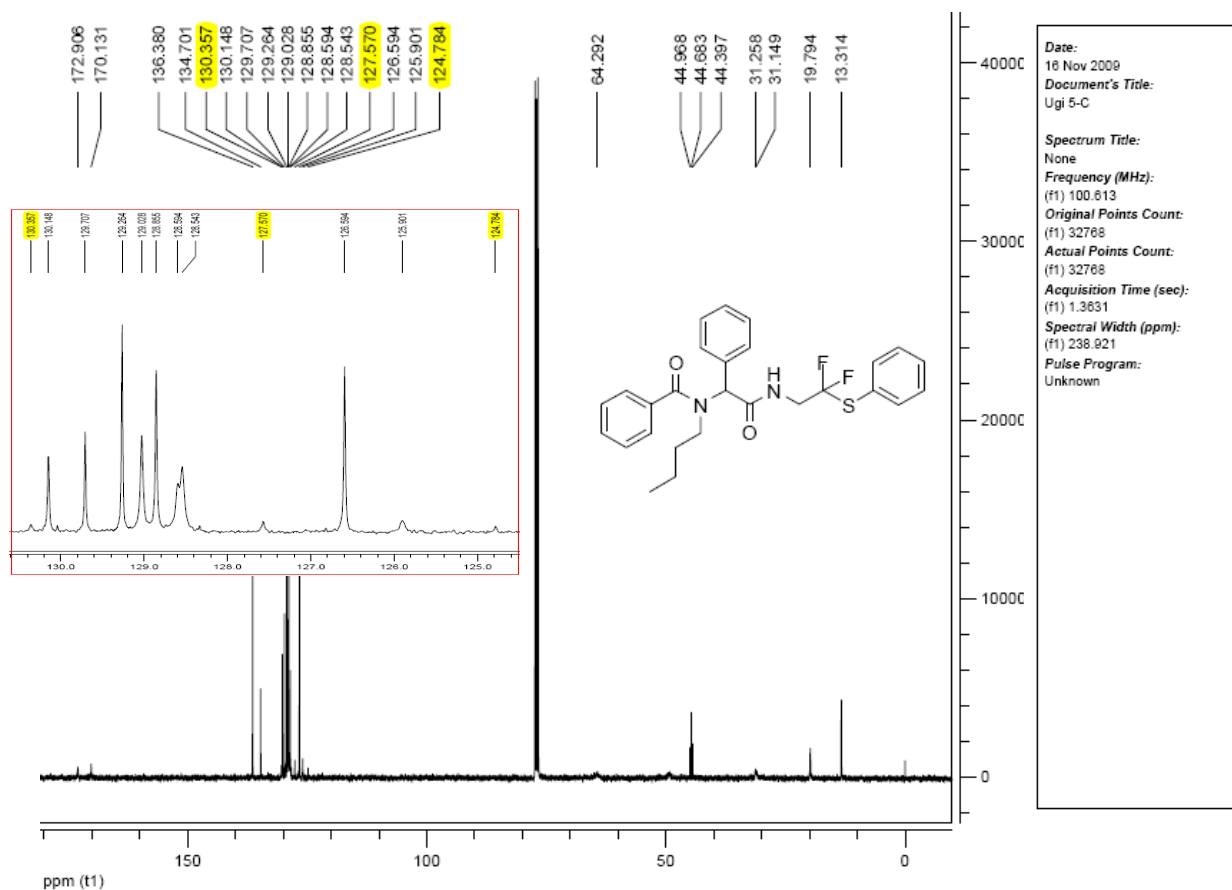 172.906
170.131
136.380
134.701
130.357
130.148
129.707
129.264
129.028
128.855
128.594
128.543
127.570
126.594
125.901
124.784
64.292
44.968
44.683
44.397
31.258
31.149
19.794
13.314
130.357
130.148
129.707
129.264
129.028
128.855
128.594
128.543
127.570
126.594
125.901
124.784
130.0 129.0 128.0 127.0 126.0 125.0
O
N
O
H
N
F
F
S
40000
30000
20000
10000
0
150 100 50 0
ppm (t1)
Date:
16 Nov 2009
Document's Title:
Ugi 5-C
Spectrum Title:
None
Frequency (MHz):
(f1) 100.613
Original Points Count:
(f1) 32768
Actual Points Count:
(f1) 32768
Acquisition Time (sec):
(f1) 1.3631
Spectral Width (ppm):
(f1) 238.921
Pulse Program:
Unknown